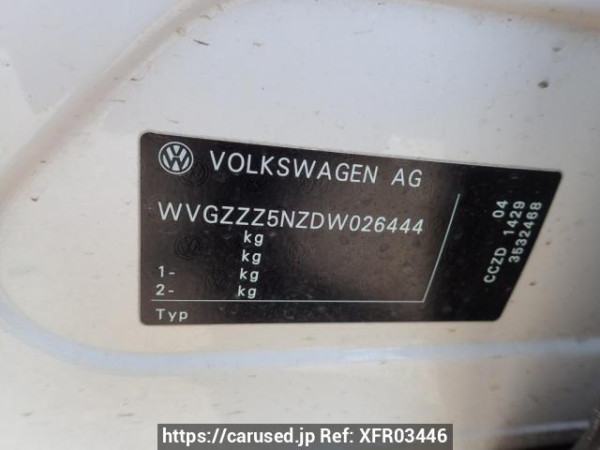 VOLKSWAGEN AG
WVGZZZ5NZDW026444
kg
kg
1- kg
2- kg
Typ
04
CCZD 1429
3532468
https://carused.jp Ref: XFR03446